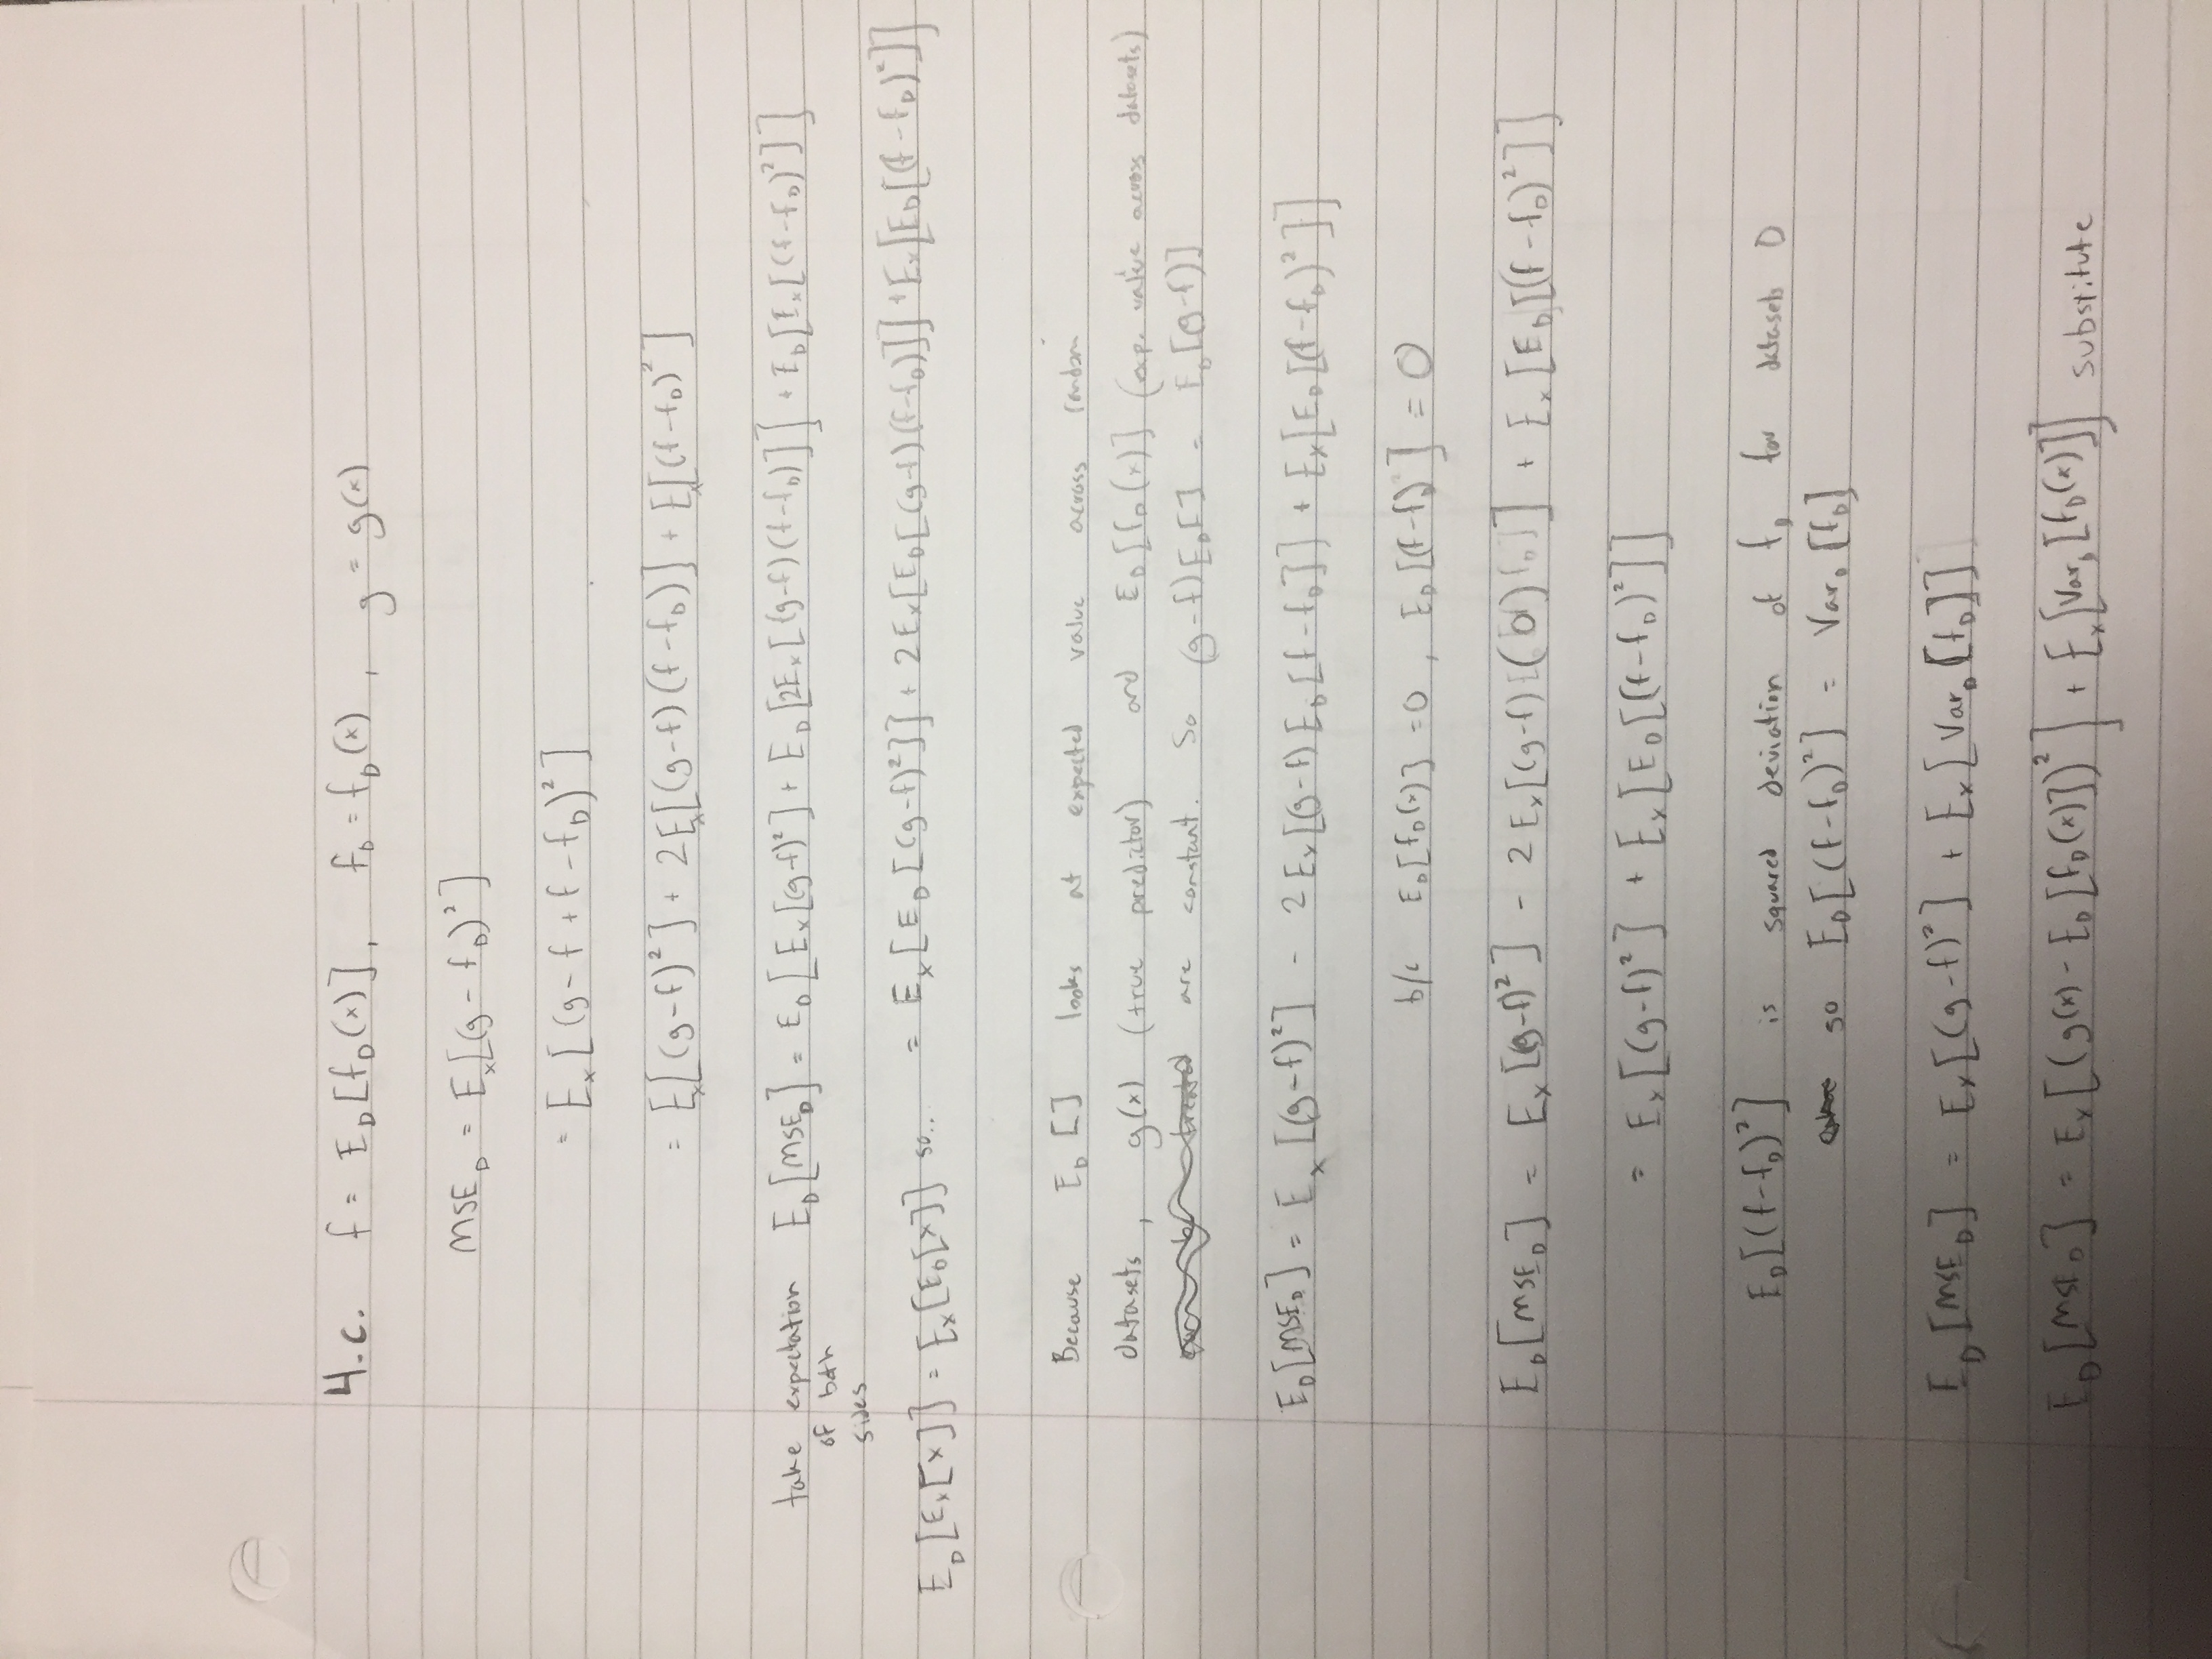 4.c. f = E_D[f_D(x)], f_D = f_D(x), g = g(x)
MSE_D = E_x[(g - f_D)²]
= E_x[(g - f + f - f_D)²]
= E_x[(g-f)²] + 2E_x[(g-f)(f-f_D)] + E_x[(f-f_D)²]
take expectation E_D[MSE_D] = E_D[E_x[(g-f)²] + E_D[2E_x[(g-f)(f-f_D)]] + E_D[E_x[(f-f_D)²]]
of both
sides
E_D[E_x[x]] = E_x[E_D[x]] so.. = E_x[E_D[(g-f)²]] + 2E_x[E_D[(g-f)(f-f_D)]] + E_x[E_D[(f-f_D)²]]
Because E_D[] looks at expected value across random
datasets, g(x) (true predictor) and E_D[f_D(x)] (exp. value across datasets)
are constant. So (g-f)E_D[] = E_D[(g-f)]
E_D[MSE_D] = E_x[(g-f)²] - 2E_x[(g-f)E_D[f-f_D]] + E_x[E_D[(f-f_D)²]]
b/c E_D[f_D(x)] = 0, E_D[(f-f_D)] = 0
E_D[MSE_D] = E_x[(g-f)²] - 2E_x[(g-f)(0)] + E_x[E_D[(f-f_D)²]]
= E_x[(g-f)²] + E_x[E_D[(f-f_D)²]]
E_D[(f-f_D)²] is squared deviation of f_D for datasets D
so E_D[(f-f_D)²] = Var_D[f_D]
E_D[MSE_D] = E_x[(g-f)²] + E_x[Var_D[f_D]]
E_D[MSE_D] = E_x[(g(x) - E_D[f_D(x)])²] + E_x[Var_D[f_D(x)]] substitute